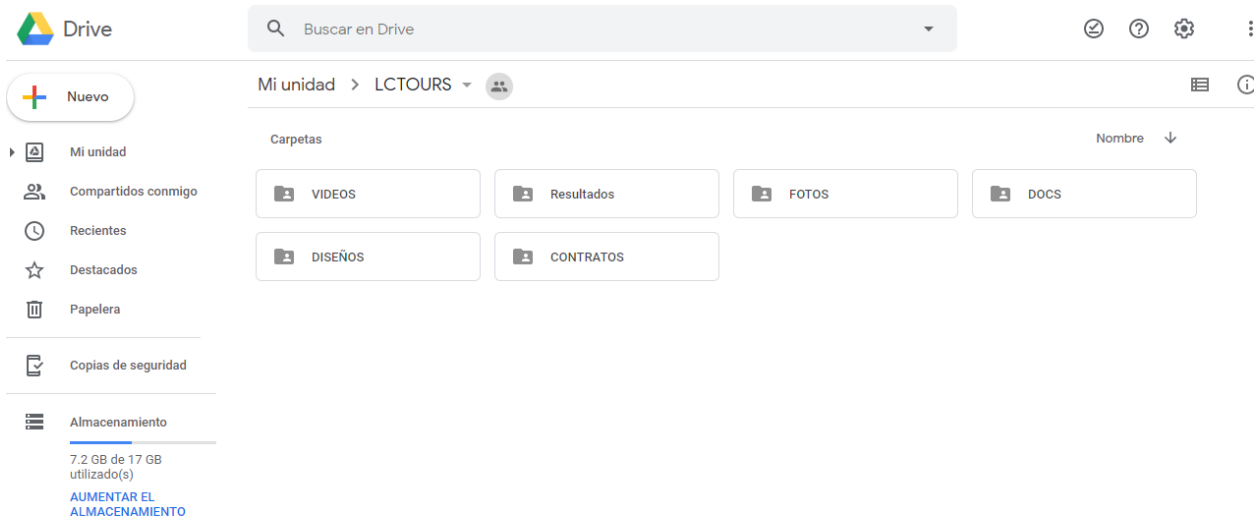 Drive
Buscar en Drive
Nuevo
Mi unidad > LCTOURS
Mi unidad
Compartidos conmigo
Recientes
Destacados
Papelera
Copias de seguridad
Almacenamiento
7.2 GB de 17 GB
utilizado(s)
AUMENTAR EL
ALMACENAMIENTO
Carpetas
Nombre
VIDEOS
Resultados
FOTOS
DOCS
DISEÑOS
CONTRATOS